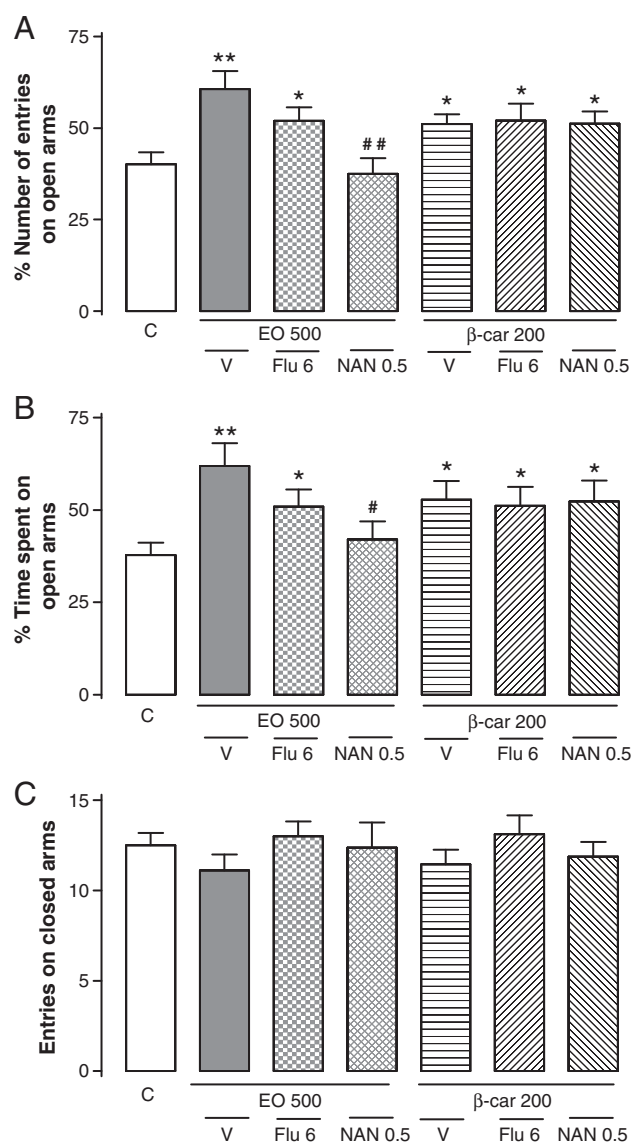 A
% Number of entries
on open arms
75
50
25
0
**
*
##
*
*
*
C
EO 500
β-car 200
V
Flu 6
NAN 0.5
V
Flu 6
NAN 0.5
B
% Time spent on
open arms
75
50
25
0
**
*
#
*
*
*
C
EO 500
β-car 200
V
Flu 6
NAN 0.5
V
Flu 6
NAN 0.5
C
Entries on closed arms
15
10
5
0
C
EO 500
β-car 200
V
Flu 6
NAN 0.5
V
Flu 6
NAN 0.5